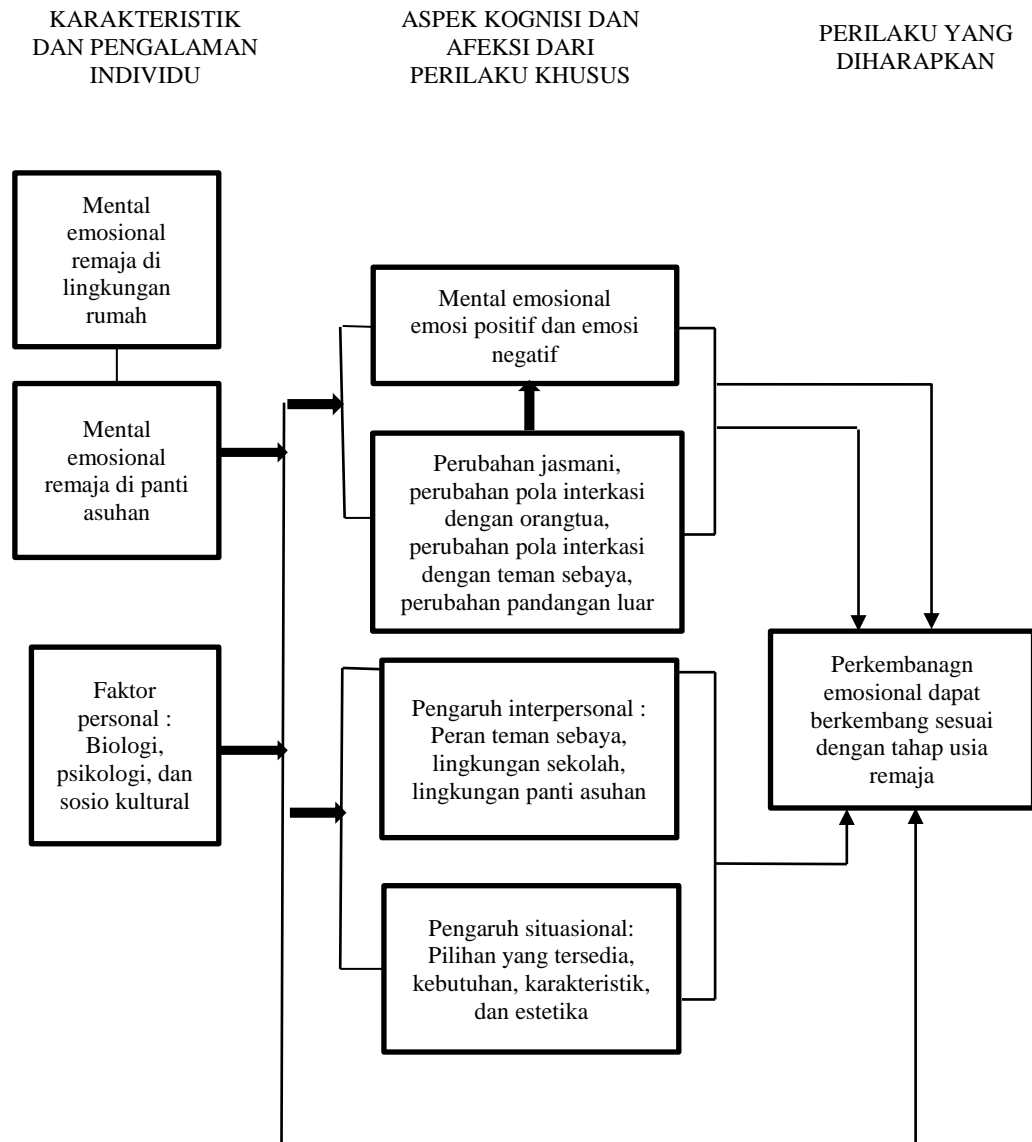 KARAKTERISTIK
DAN PENGALAMAN
INDIVIDU
ASPEK KOGNISI DAN
AFEKSI DARI
PERILAKU KHUSUS
PERILAKU YANG
DIHARAPKAN
Mental
emosional
remaja di
lingkungan
rumah
Mental
emosional
remaja di panti
asuhan
Faktor
personal :
Biologi,
psikologi, dan
sosio kultural
Mental emosional
emosi positif dan emosi
negatif
Perubahan jasmani,
perubahan pola interkasi
dengan orangtua,
perubahan pola interkasi
dengan teman sebaya,
perubahan pandangan luar
Pengaruh interpersonal :
Peran teman sebaya,
lingkungan sekolah,
lingkungan panti asuhan
Pengaruh situasional:
Pilihan yang tersedia,
kebutuhan, karakteristik,
dan estetika
Perkembanagn
emosional dapat
berkembang sesuai
dengan tahap usia
remaja